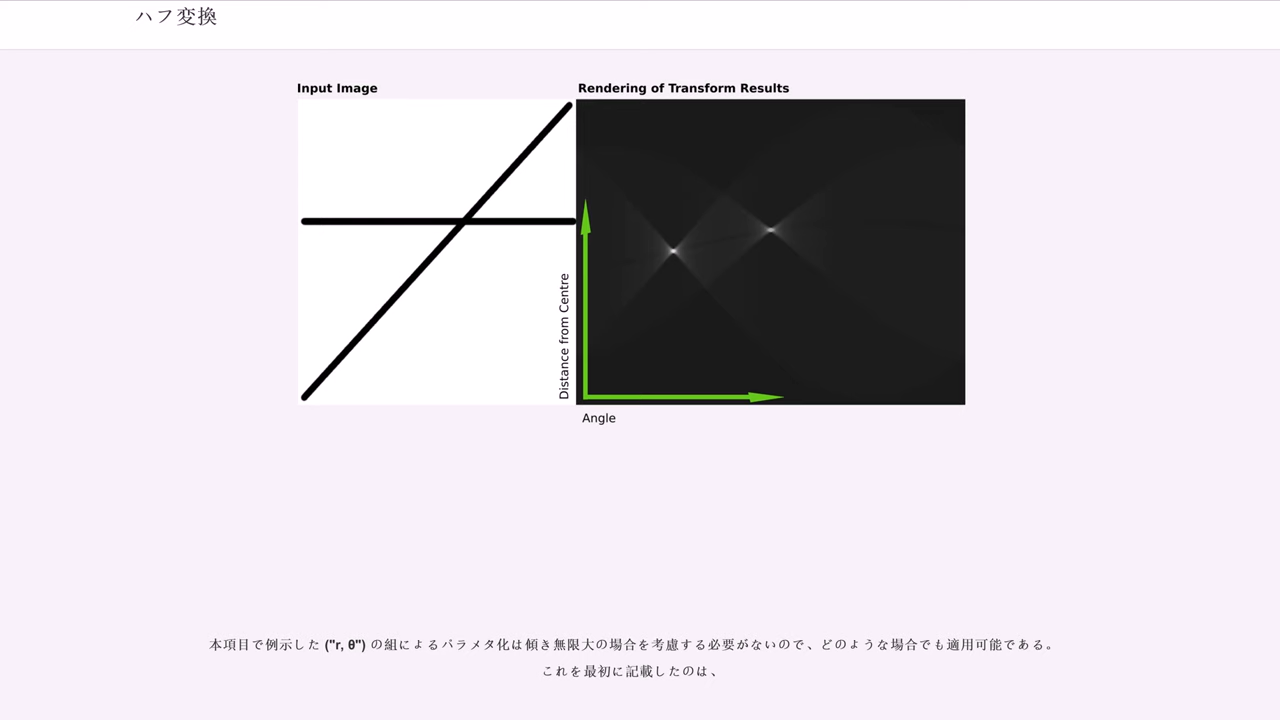 ハフ変換
Input Image
Rendering of Transform Results
Distance from Centre
Angle
本項目で例示した ("r, θ") の組によるパラメタ化は傾き無限大の場合を考慮する必要がないので、どのような場合でも適用可能である。
これを最初に記載したのは、